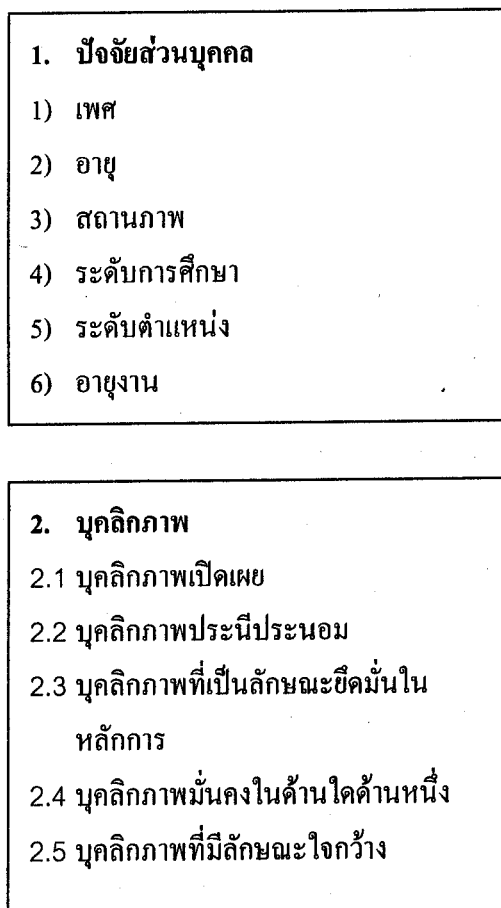 1. ปัจจัยส่วนบุคคล
1) เพศ
2) อายุ
3) สถานภาพ
4) ระดับการศึกษา
5) ระดับตำแหน่ง
6) อายุงาน
2. บุคลิกภาพ
2.1 บุคลิกภาพเปิดเผย
2.2 บุคลิกภาพประนีประนอม
2.3 บุคลิกภาพที่เป็นลักษณะยึดมั่นใน
หลักการ
2.4 บุคลิกภาพมั่นคงในด้านใดด้านหนึ่ง
2.5 บุคลิกภาพที่มีลักษณะใจกว้าง